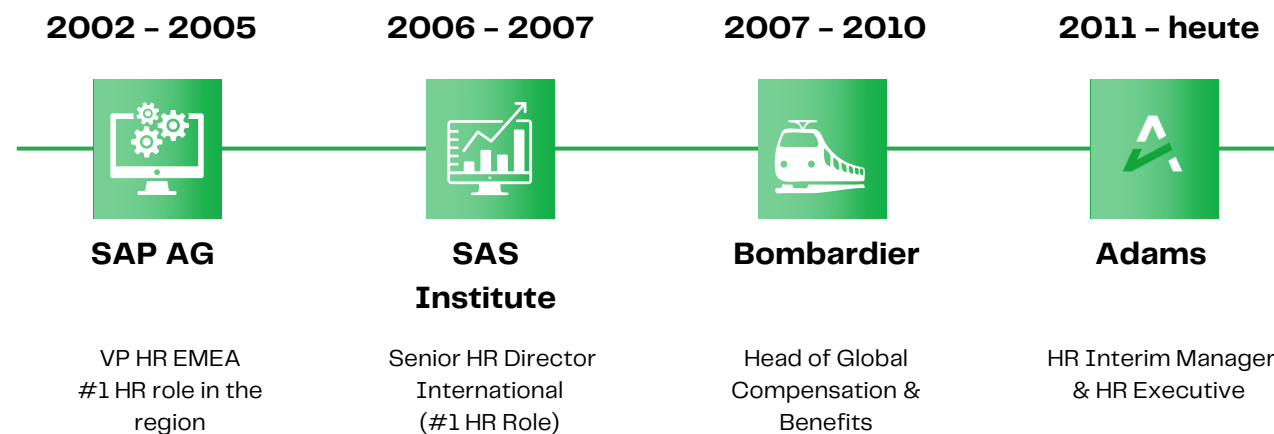 2002 – 2005
SAP AG
VP HR EMEA
#1 HR role in the
region
2006 – 2007
SAS
Institute
Senior HR Director
International
(#1 HR Role)
2007 – 2010
Bombardier
Head of Global
Compensation &
Benefits
2011 – heute
Adams
HR Interim Manager
& HR Executive